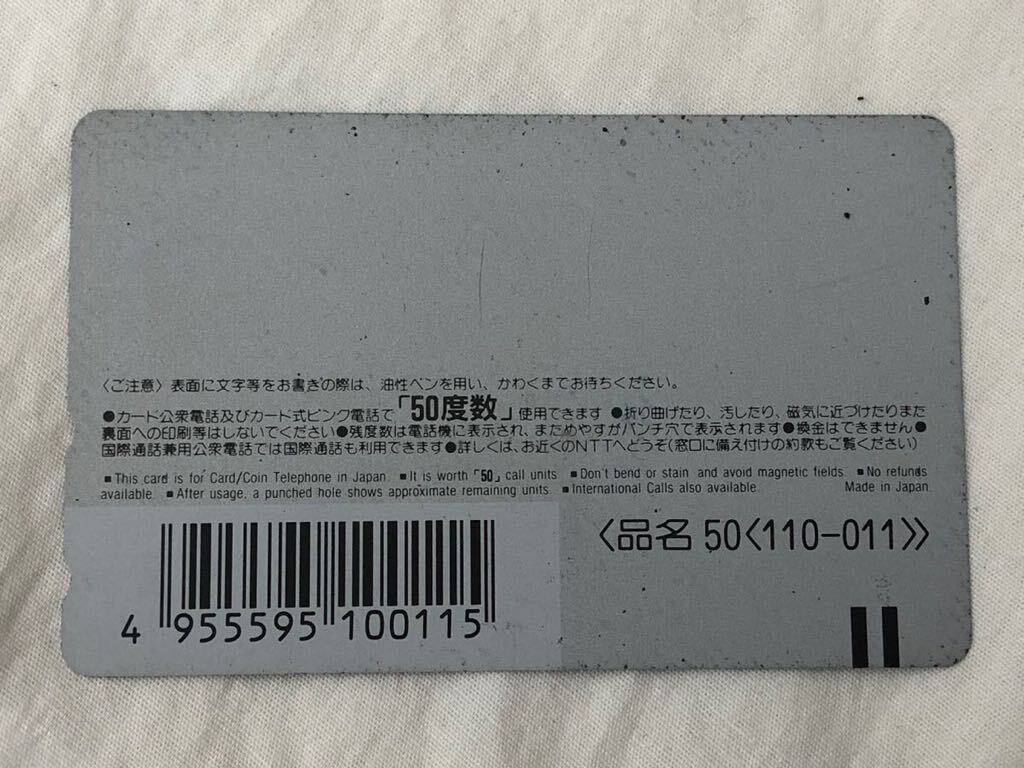 〈ご注意〉表面に文字等をお書きの際は、油性ペンを用い、かわくまでお待ちください。
●カード公衆電話及びカード式ピンク電話で「50度数」使用できます ●折り曲げたり、汚したり、磁気に近づけたりまた
裏面への印刷等はしないでください●残度数は電話機に表示され、まためやすがパンチ穴で表示されます●換金はできません●
国際通話兼用公衆電話では国際通話も利用できます●詳しくは、お近くのNTTへどうぞ(窓口に備え付けの約款もご覧ください)
■This card is for Card/Coin Telephone in Japan. ■It is worth「50」call units ■Don't bend or stain and avoid magnetic fields. ■No refunds
available. ■After usage, a punched hole shows approximate remaining units. ■International Calls also available. Made in Japan
〈品名 50〈110-011〉〉
4 955595 100115